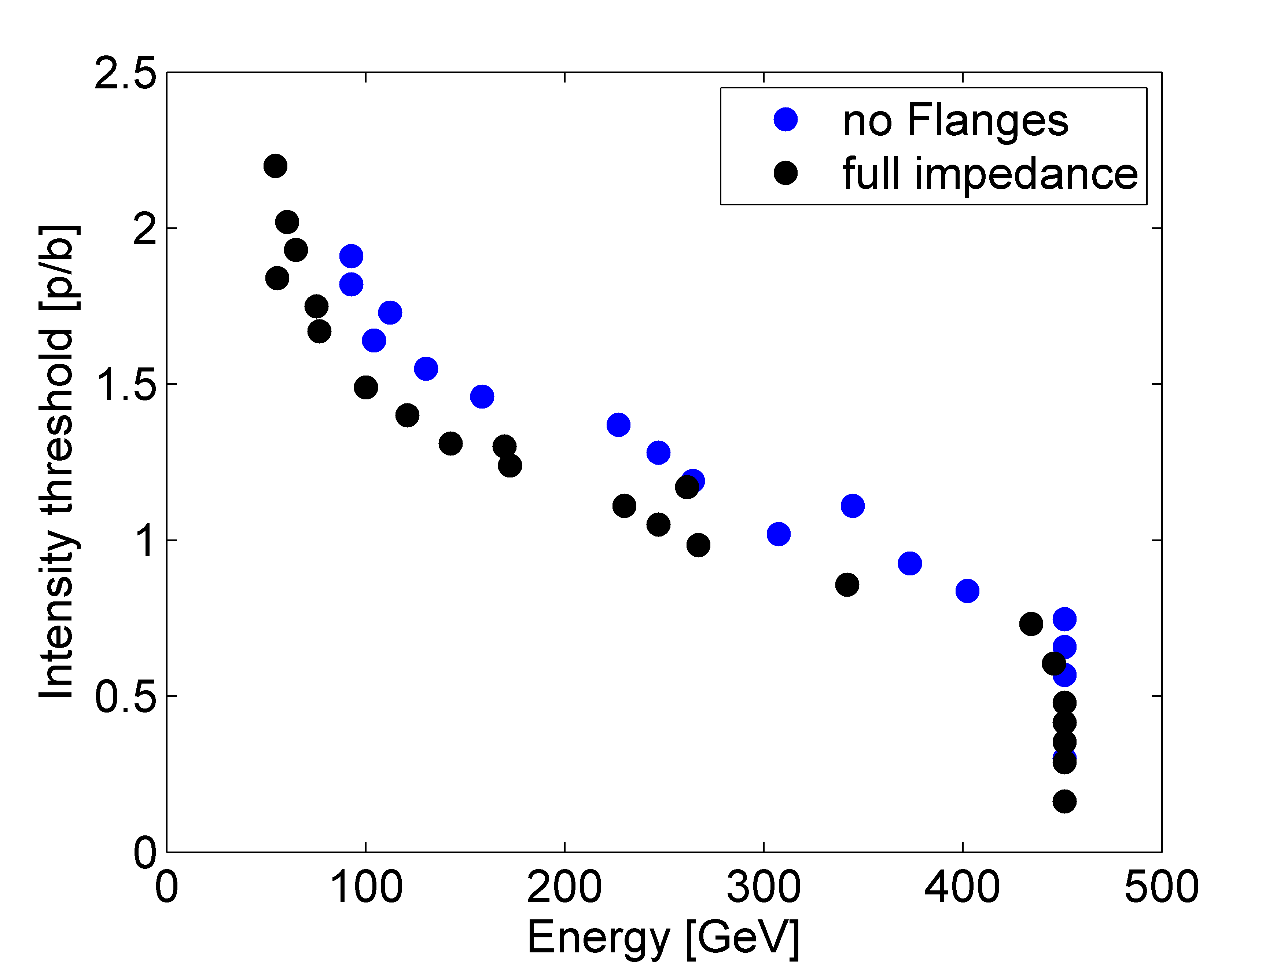 2.5
2
1.5
1
0.5
0
0 100 200 300 400 500
Intensity threshold [p/b]
Energy [GeV]
no Flanges
full impedance